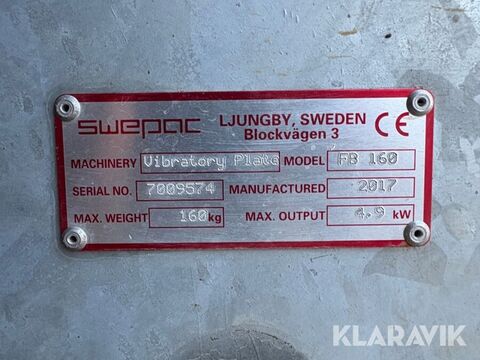 swepac LJUNGBY, SWEDEN CE
Blockvägen 3
MACHINERY Vibratory Plate MODEL FB 160
SERIAL NO. 7009574 MANUFACTURED 2017
MAX. WEIGHT 160 kg MAX. OUTPUT 4.9 kW
KLARAVIK